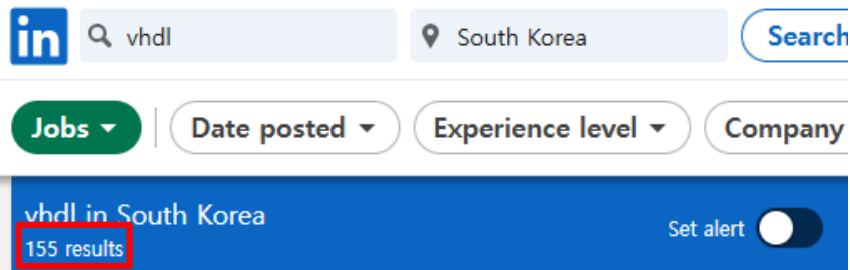 in vhdl South Korea Search
Jobs Date posted Experience level Company
vhdl in South Korea
155 results
Set alert